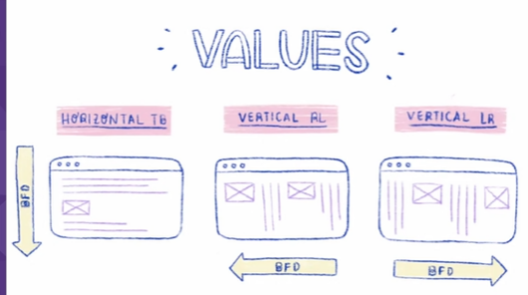 VALUES
HORIZONTAL TB
VERTICAL RL
VERTICAL LR
BFD
BFD
BFD